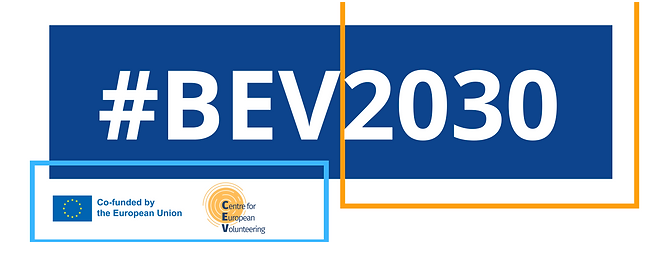 #BEV2030
Co-funded by
the European Union
Centre for
European
Volunteering